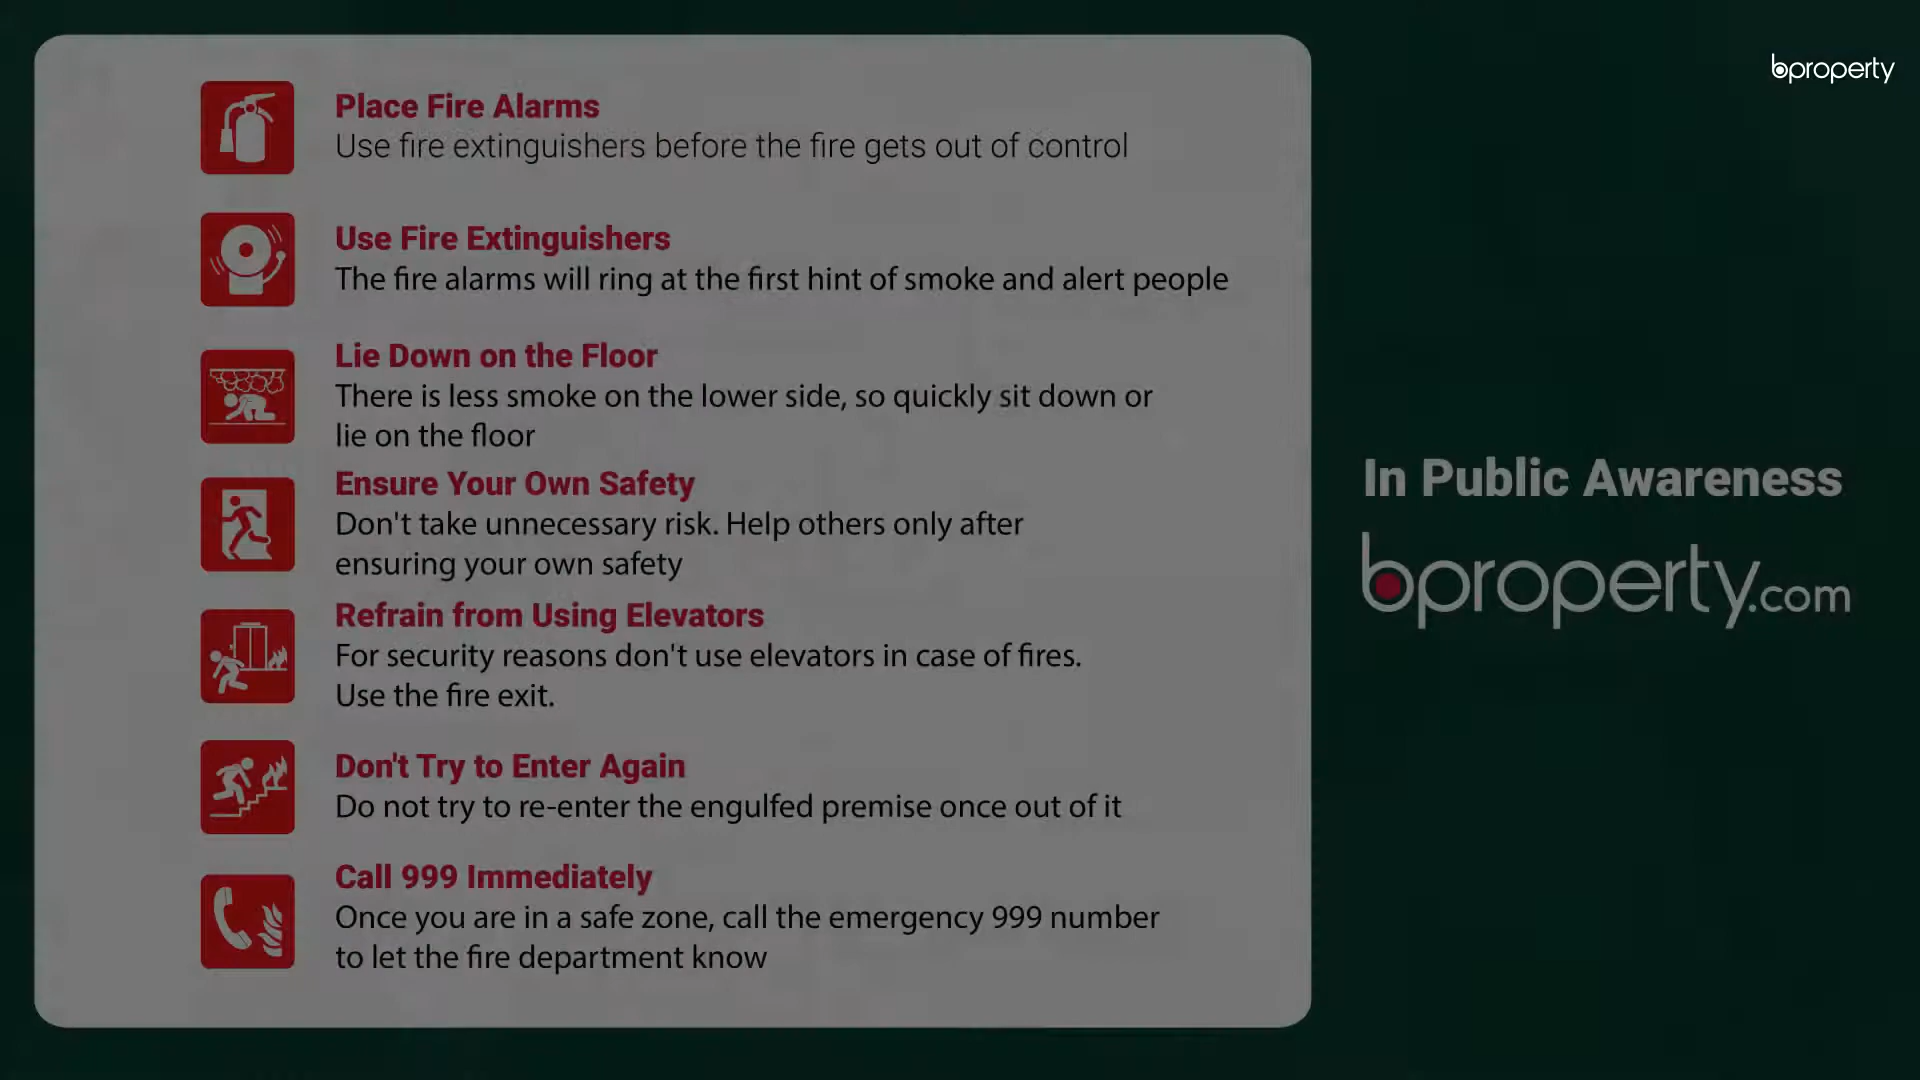 bproperty
Place Fire Alarms
Use fire extinguishers before the fire gets out of control
Use Fire Extinguishers
The fire alarms will ring at the first hint of smoke and alert people
Lie Down on the Floor
There is less smoke on the lower side, so quickly sit down or
lie on the floor
Ensure Your Own Safety
Don't take unnecessary risk. Help others only after
ensuring your own safety
Refrain from Using Elevators
For security reasons don't use elevators in case of fires.
Use the fire exit.
Don't Try to Enter Again
Do not try to re-enter the engulfed premise once out of it
Call 999 Immediately
Once you are in a safe zone, call the emergency 999 number
to let the fire department know
In Public Awareness
bproperty.com